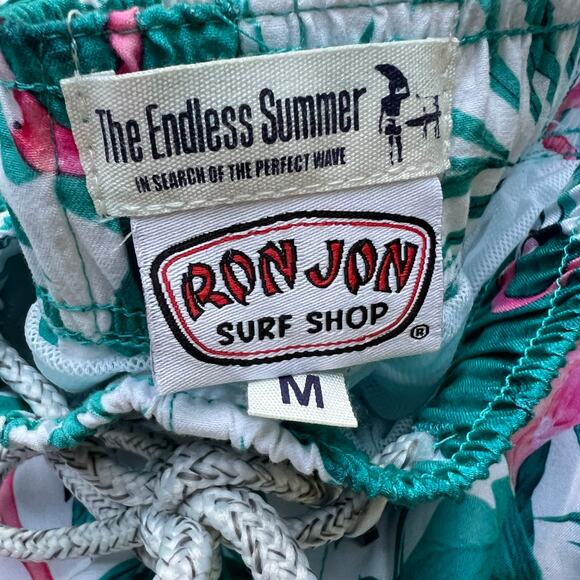 The Endless Summer
IN SEARCH OF THE PERFECT WAVE
RON JON
SURF SHOP ®
M